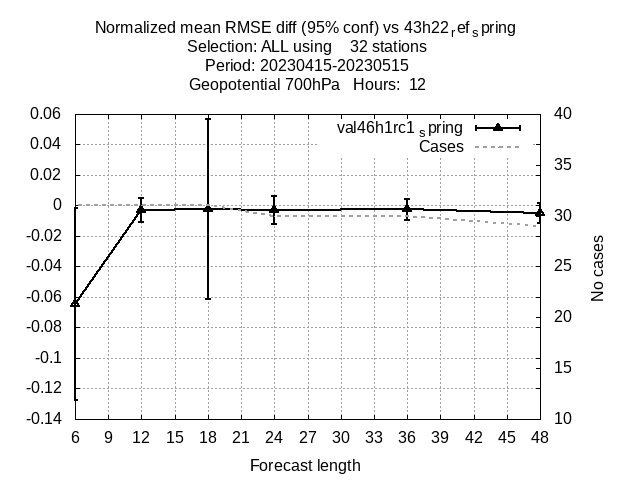 Normalized mean RMSE diff (95% conf) vs 43h22refspring
Selection: ALL using    32 stations
Period: 20230415-20230515
Geopotential 700hPa   Hours:  12
0.06
0.04
0.02
0
-0.02
-0.04
-0.06
-0.08
-0.1
-0.12
-0.14
val46h1rc1spring
Cases
40
35
30
25
20
15
10
No cases
6 9 12 15 18 21 24 27 30 33 36 39 42 45 48
Forecast length